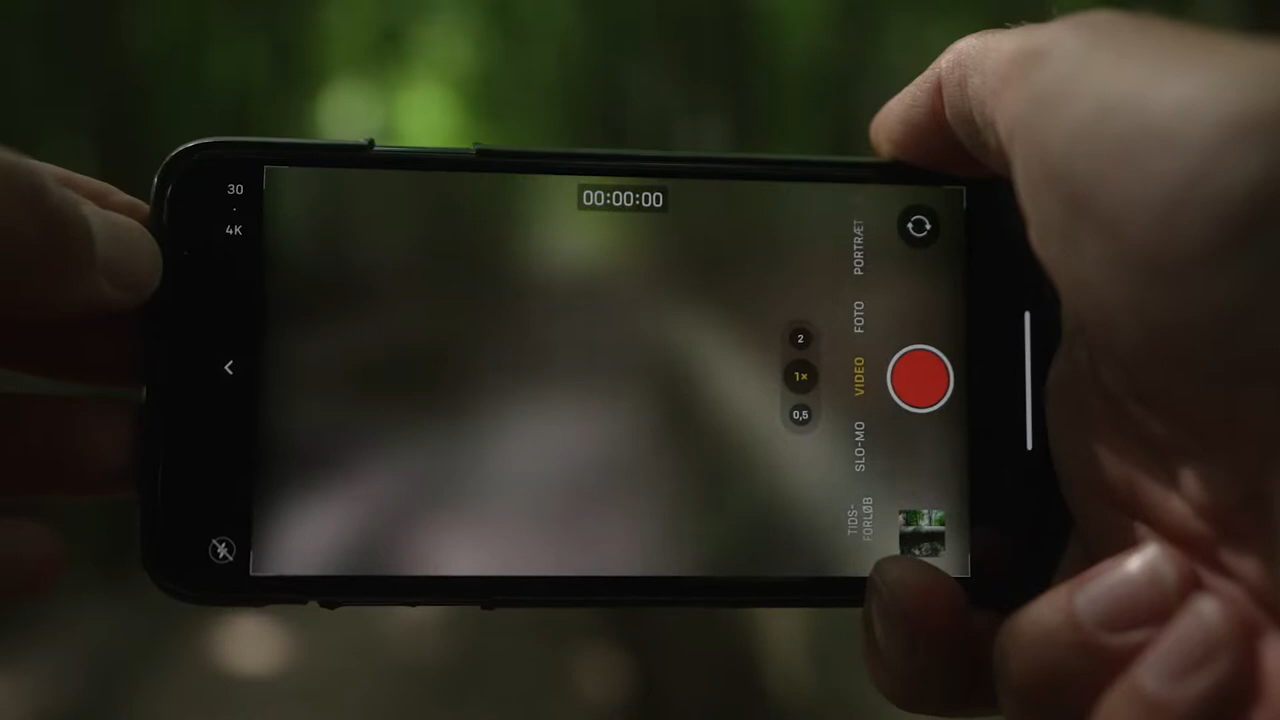 30
4K
00:00:00
2
1×
0,5
PORTRÆT
FOTO
VIDEO
SLO-MO
TIDS-
FORLØB